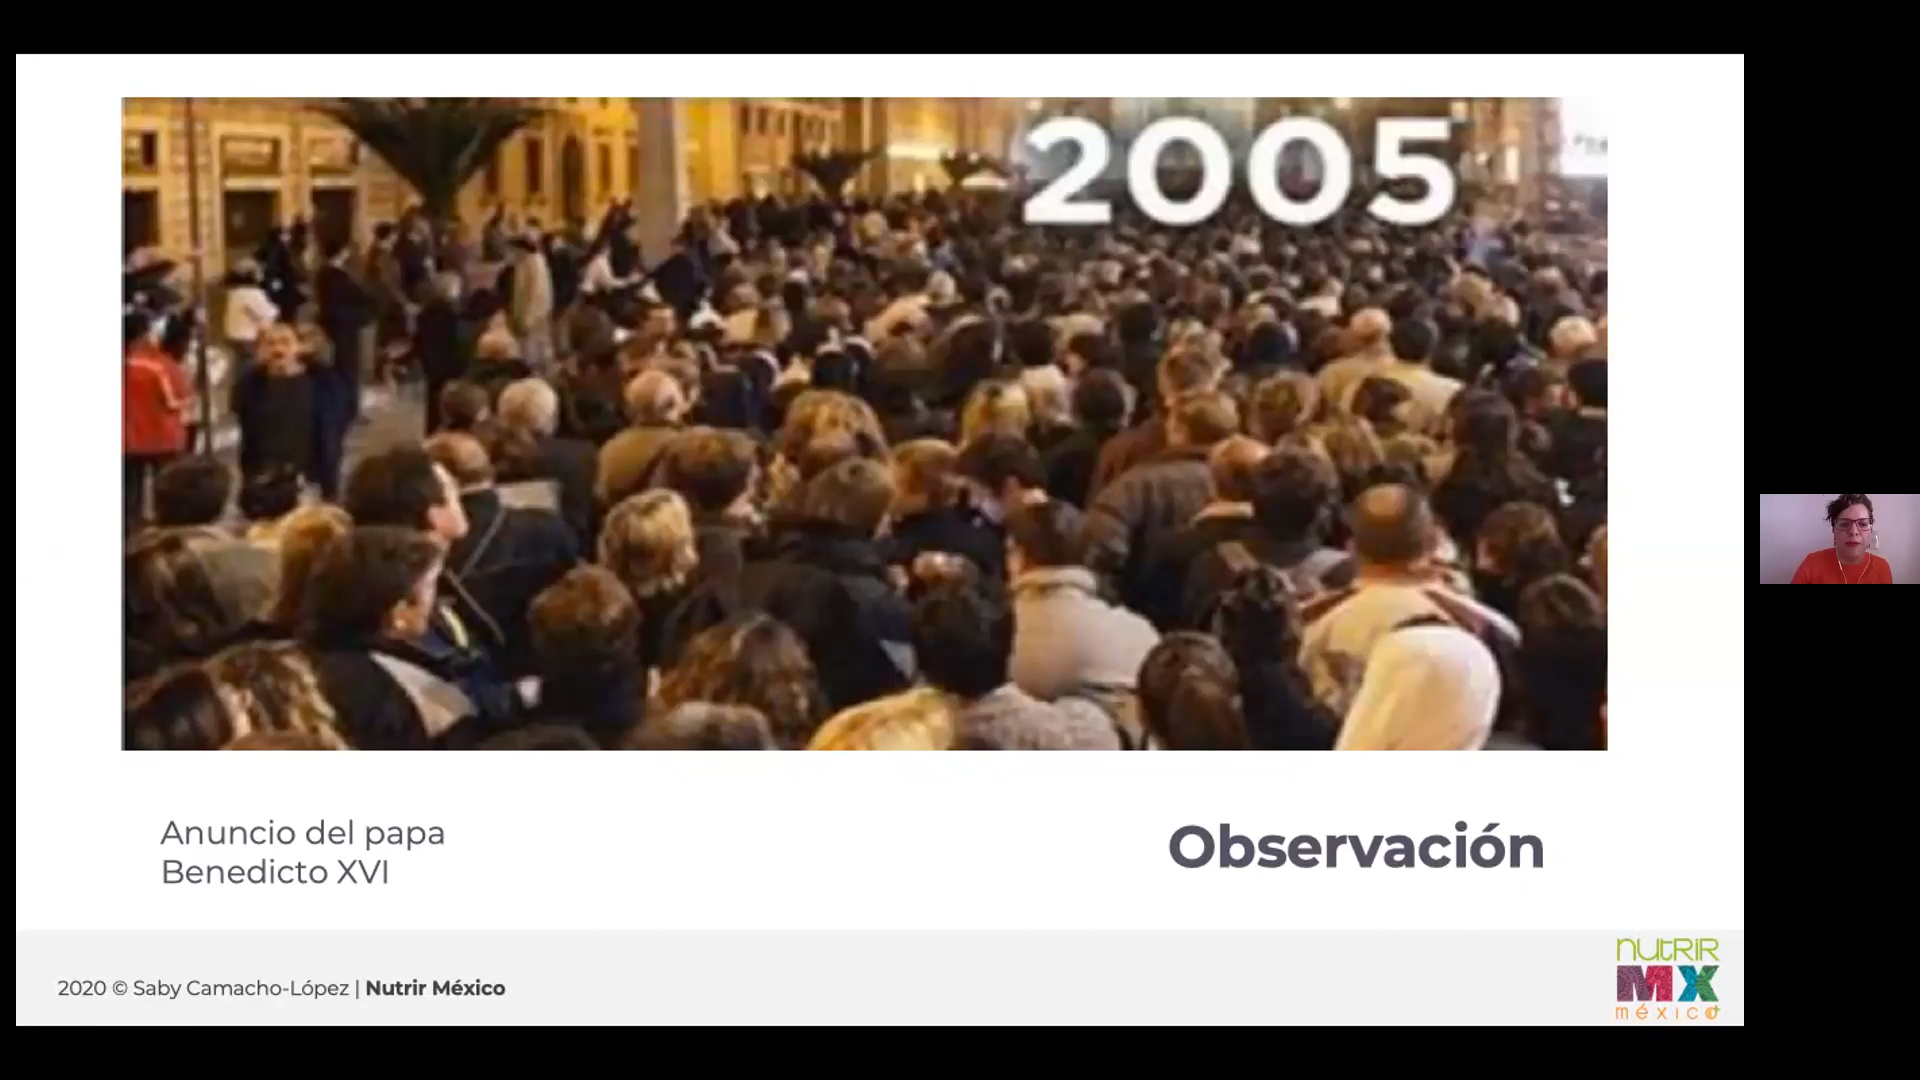 2005
Anuncio del papa
Benedicto XVI
Observación
2020 © Saby Camacho-López | Nutrir México
nutRIR
MX
méxico